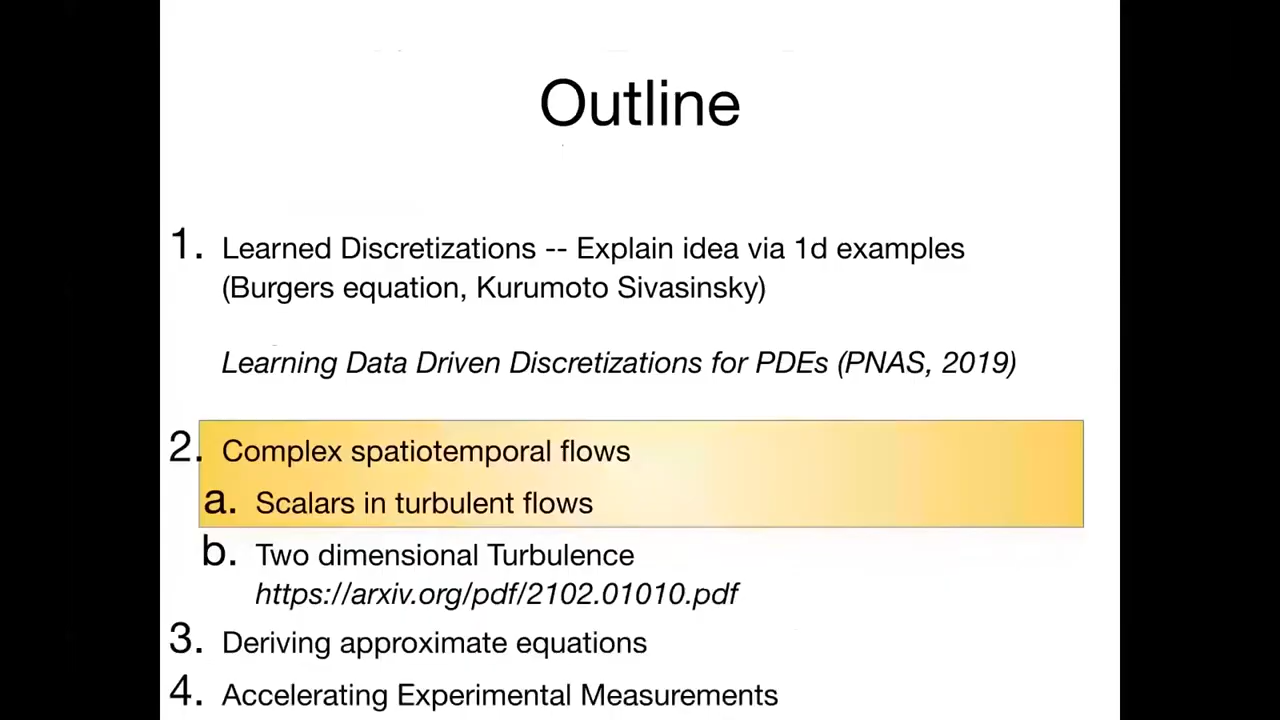 Outline
1. Learned Discretizations -- Explain idea via 1d examples
(Burgers equation, Kurumoto Sivasinsky)
Learning Data Driven Discretizations for PDEs (PNAS, 2019)
2. Complex spatiotemporal flows
a. Scalars in turbulent flows
b. Two dimensional Turbulence
https://arxiv.org/pdf/2102.01010.pdf
3. Deriving approximate equations
4. Accelerating Experimental Measurements